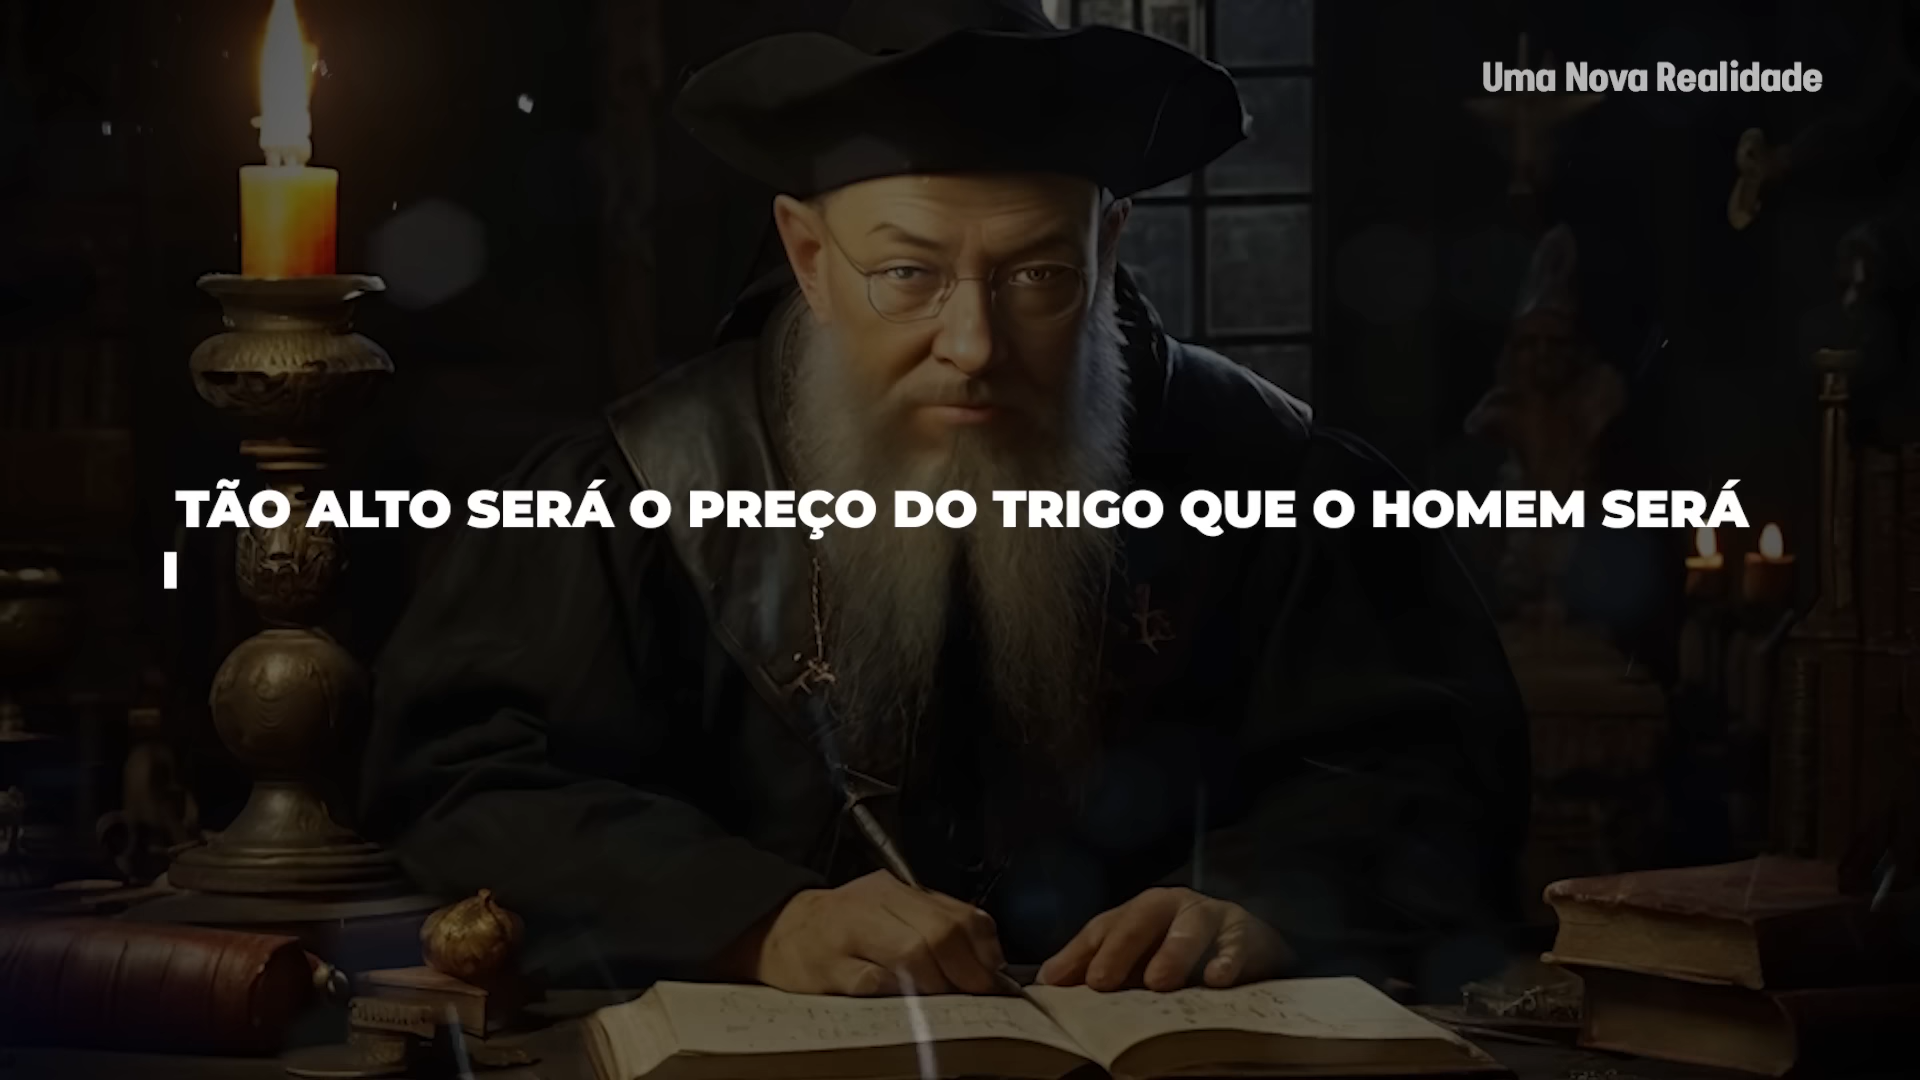 Uma Nova Realidade
TÃO ALTO SERÁ O PREÇO DO TRIGO QUE O HOMEM SERÁ